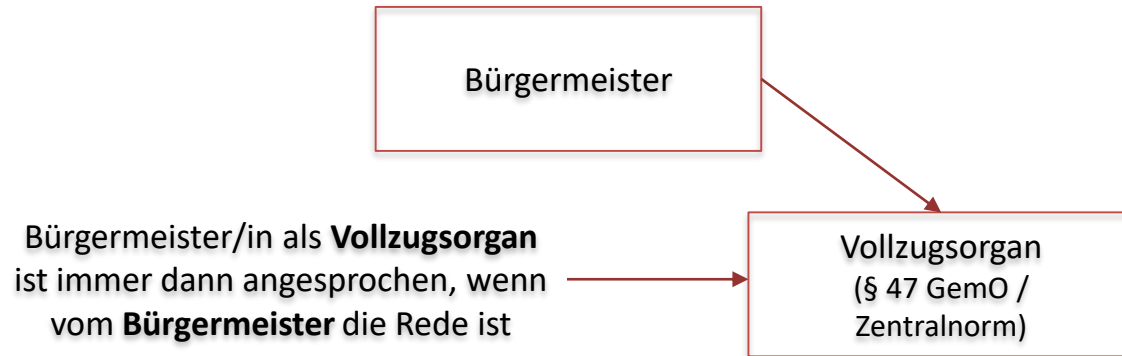 Bürgermeister
Bürgermeister/in als Vollzugsorgan
ist immer dann angesprochen, wenn
vom Bürgermeister die Rede ist
Vollzugsorgan
(§ 47 GemO /
Zentralnorm)